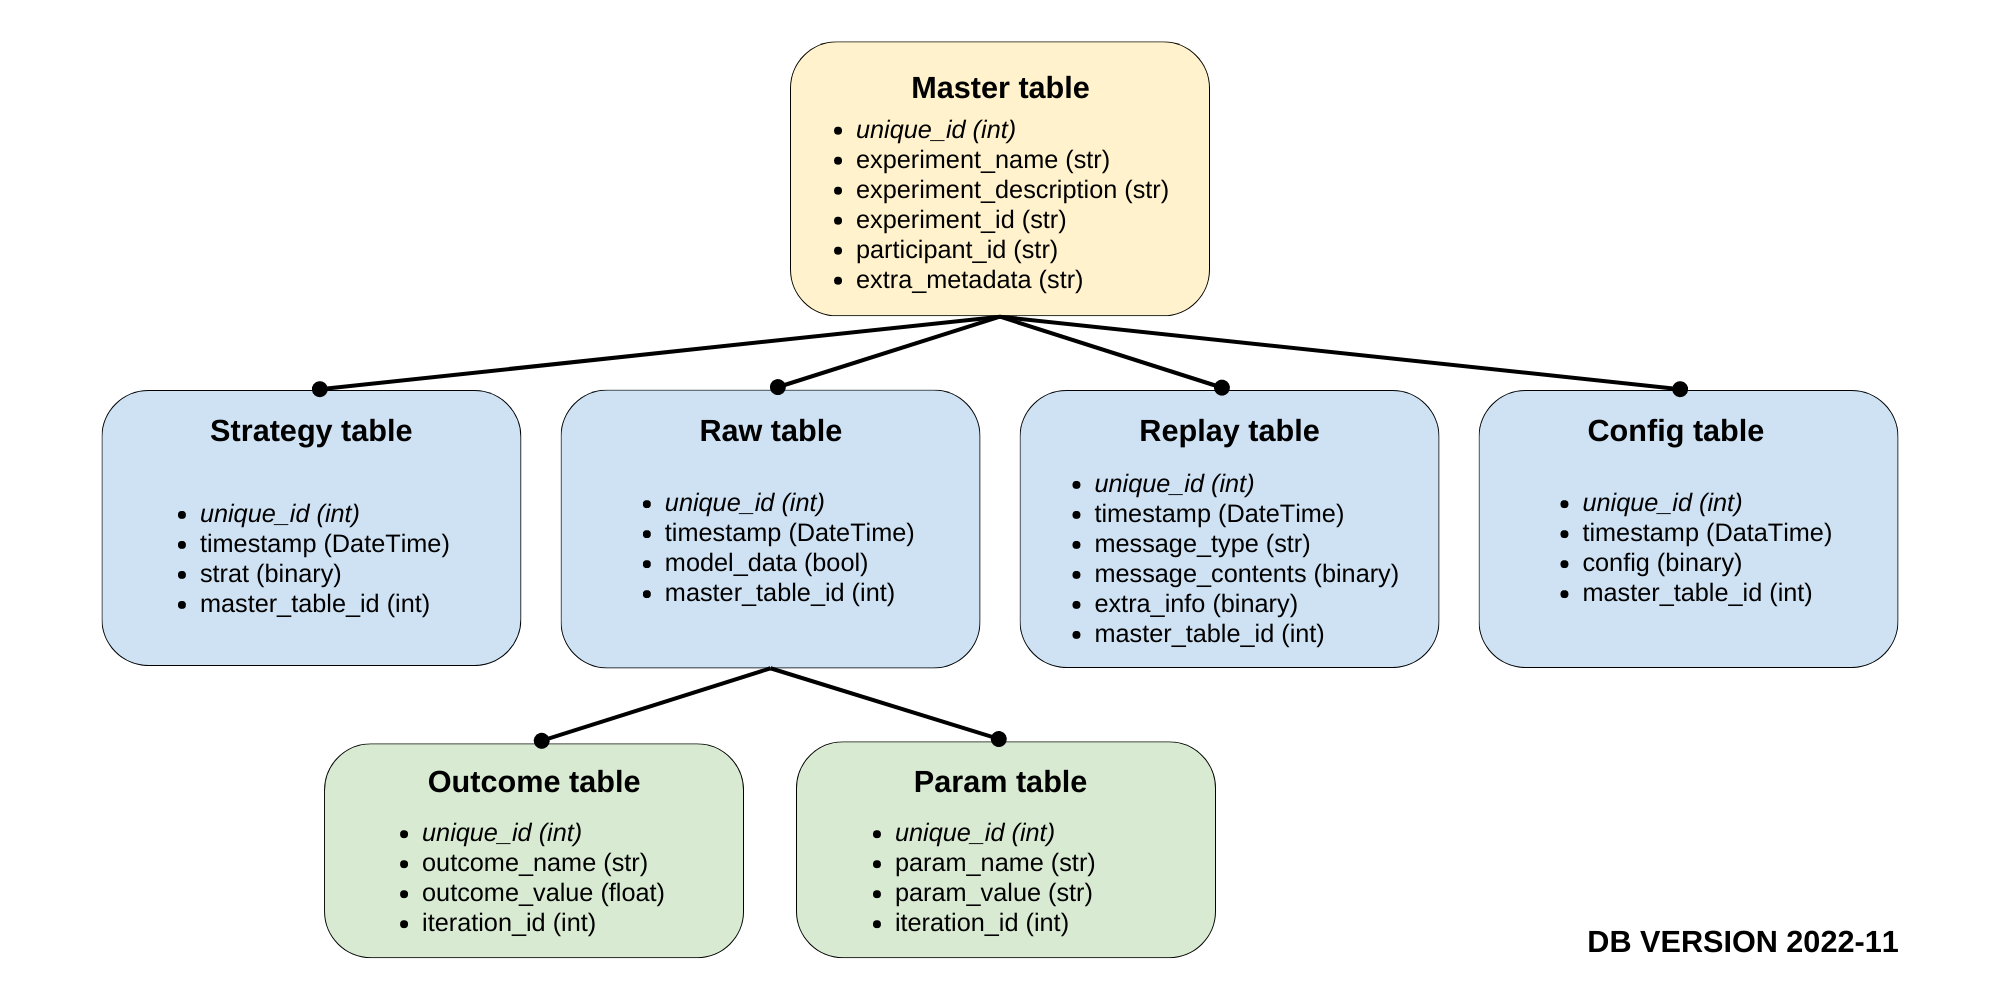 Master table
unique_id (int)
experiment_name (str)
experiment_description (str)
experiment_id (str)
participant_id (str)
extra_metadata (str)
Strategy table
unique_id (int)
timestamp (DateTime)
strat (binary)
master_table_id (int)
Raw table
unique_id (int)
timestamp (DateTime)
model_data (bool)
master_table_id (int)
Replay table
unique_id (int)
timestamp (DateTime)
message_type (str)
message_contents (binary)
extra_info (binary)
master_table_id (int)
Config table
unique_id (int)
timestamp (DataTime)
config (binary)
master_table_id (int)
Outcome table
unique_id (int)
outcome_name (str)
outcome_value (float)
iteration_id (int)
Param table
unique_id (int)
param_name (str)
param_value (str)
iteration_id (int)
DB VERSION 2022-11